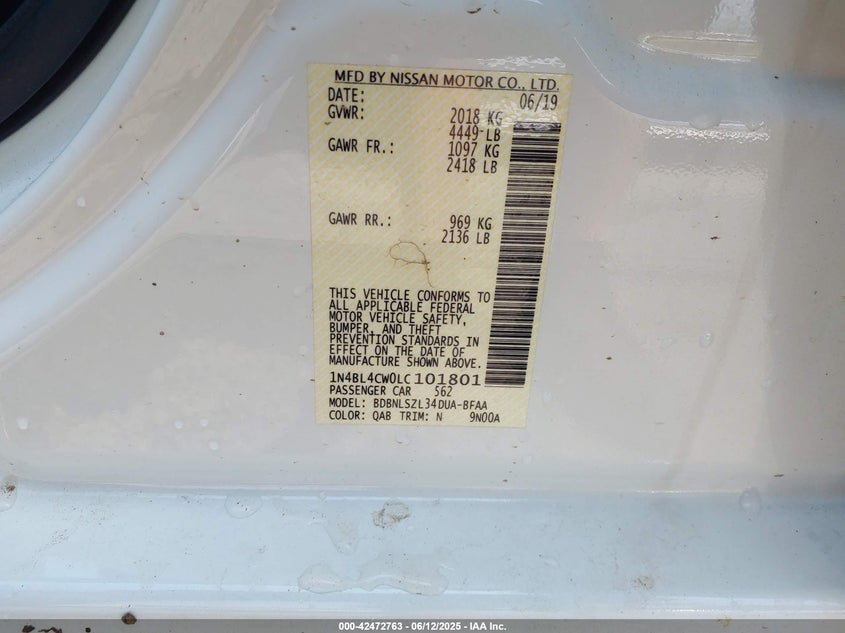 MFD BY NISSAN MOTOR CO., LTD.
DATE: 06/19
GVWR: 2018 KG
4449 LB
GAWR FR.: 1097 KG
2418 LB
GAWR RR.: 969 KG
2136 LB
THIS VEHICLE CONFORMS TO
ALL APPLICABLE FEDERAL
MOTOR VEHICLE SAFETY,
BUMPER, AND THEFT
PREVENTION STANDARDS IN
EFFECT ON THE DATE OF
MANUFACTURE SHOWN ABOVE.
1N4BL4CW0LC101801
PASSENGER CAR 562
MODEL: BDBNLSZL34DUA-BFAA
COLOR: QAB TRIM: N 9N00A
000-42472763 - 06/12/2025 - IAA Inc.